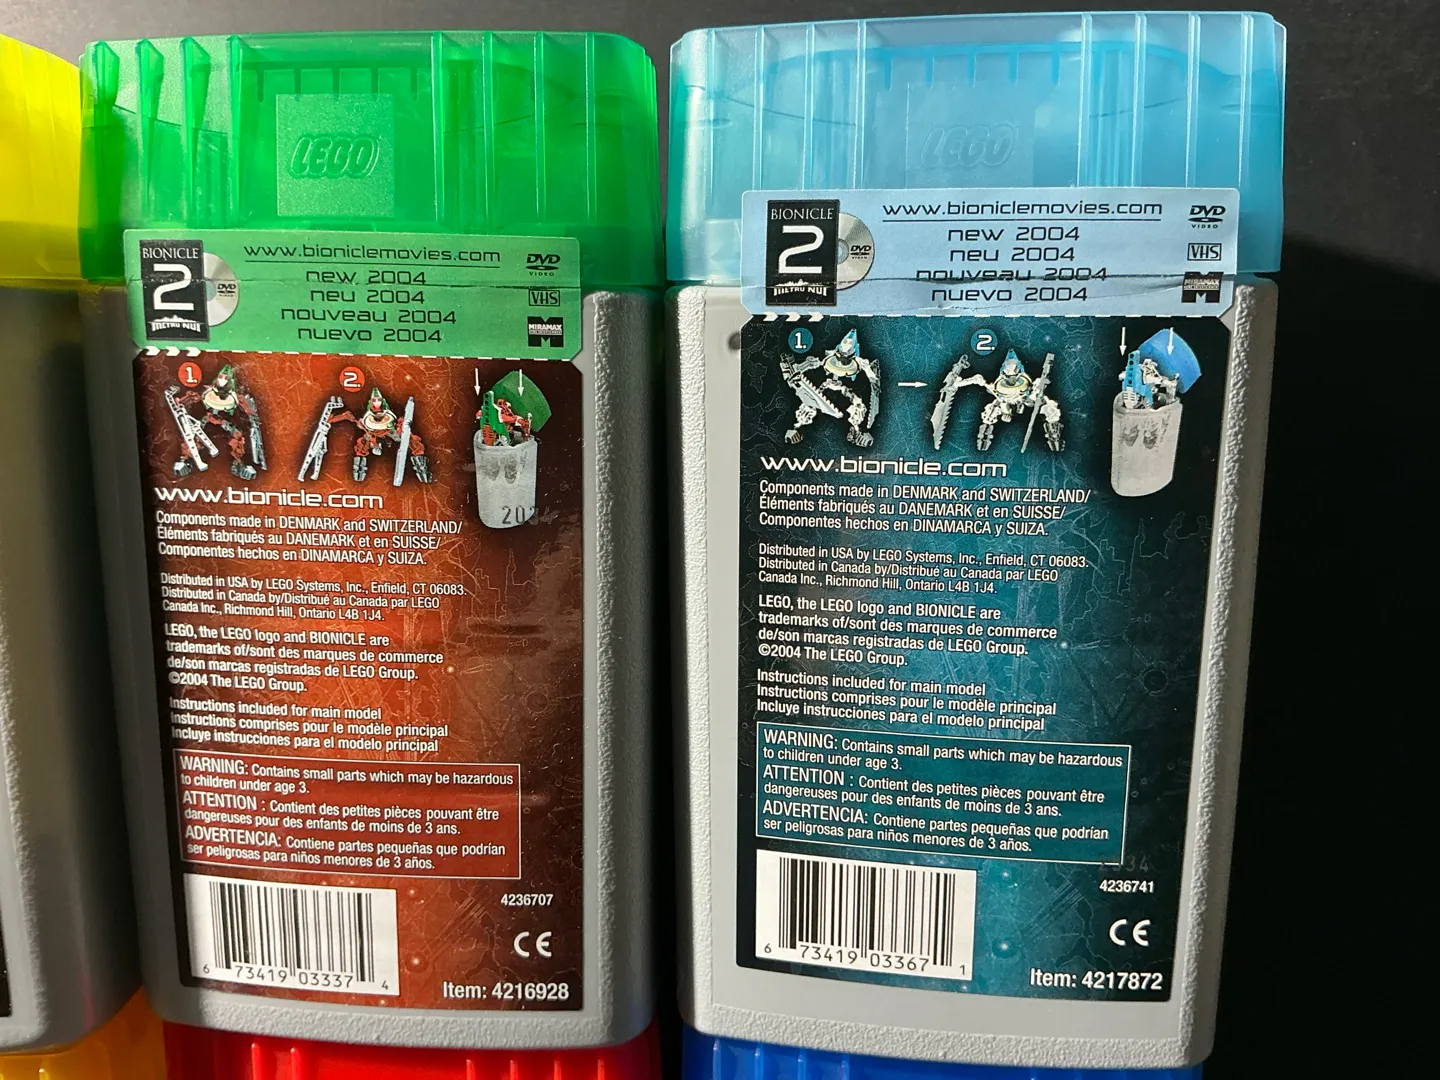 LEGO
BIONICLE
2
METRU NUI
DVD
www.bioniclemovies.com
new 2004
neu 2004
nouveau 2004
nuevo 2004
DVD
VIDEO
VHS
MIRAMAX
M
1.
2.
www.bionicle.com
Components made in DENMARK and SWITZERLAND/
Éléments fabriqués au DANEMARK et en SUISSE/
Componentes hechos en DINAMARCA y SUIZA.
Distributed in USA by LEGO Systems, Inc., Enfield, CT 06083.
Distributed in Canada by/Distribué au Canada par LEGO
Canada Inc., Richmond Hill, Ontario L4B 1J4.
LEGO, the LEGO logo and BIONICLE are
trademarks of/sont des marques de commerce
de/son marcas registradas de LEGO Group.
©2004 The LEGO Group.
Instructions included for main model
Instructions comprises pour le modèle principal
Incluye instrucciones para el modelo principal
WARNING: Contains small parts which may be hazardous
to children under age 3.
ATTENTION : Contient des petites pièces pouvant être
dangereuses pour des enfants de moins de 3 ans.
ADVERTENCIA: Contiene partes pequeñas que podrían
ser peligrosas para niños menores de 3 años.
4236707
CE
6 73419 03337 4
Item: 4216928
LEGO
BIONICLE
2
METRU NUI
DVD
www.bioniclemovies.com
new 2004
neu 2004
nouveau 2004
nuevo 2004
DVD
VIDEO
VHS
MIRAMAX
M
1.
2.
www.bionicle.com
Components made in DENMARK and SWITZERLAND/
Éléments fabriqués au DANEMARK et en SUISSE/
Componentes hechos en DINAMARCA y SUIZA.
Distributed in USA by LEGO Systems, Inc., Enfield, CT 06083.
Distributed in Canada by/Distribué au Canada par LEGO
Canada Inc., Richmond Hill, Ontario L4B 1J4.
LEGO, the LEGO logo and BIONICLE are
trademarks of/sont des marques de commerce
de/son marcas registradas de LEGO Group.
©2004 The LEGO Group.
Instructions included for main model
Instructions comprises pour le modèle principal
Incluye instrucciones para el modelo principal
WARNING: Contains small parts which may be hazardous
to children under age 3.
ATTENTION : Contient des petites pièces pouvant être
dangereuses pour des enfants de moins de 3 ans.
ADVERTENCIA: Contiene partes pequeñas que podrían
ser peligrosas para niños menores de 3 años.
4236741
CE
6 73419 03367 1
Item: 4217872